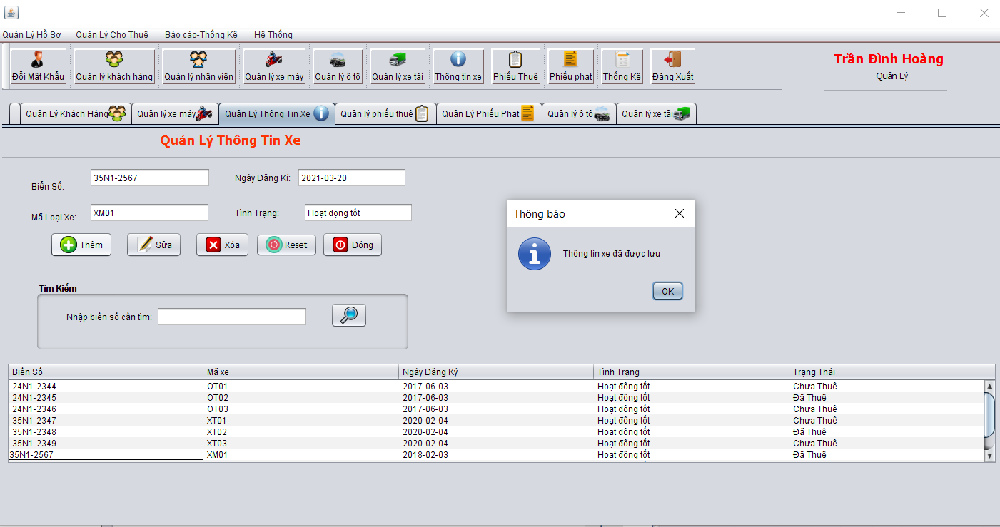 Quản Lý Hồ Sơ Quản Lý Cho Thuê Báo cáo-Thống Kê Hệ Thống
Đổi Mật Khẩu Quản lý khách hàng Quản lý nhân viên Quản lý xe máy Quản lý ô tô Quản lý xe tải Thông tin xe Phiếu Thuê Phiếu phạt Thống Kê Đăng Xuất
Trần Đình Hoàng
Quản Lý
Quản Lý Khách Hàng Quản lý xe máy Quản Lý Thông Tin Xe Quản lý phiếu thuê Quản Lý Phiếu Phạt Quản lý ô tô Quản lý xe tải
Quản Lý Thông Tin Xe
Biển Số: 35N1-2567 Ngày Đăng Kí: 2021-03-20
Mã Loại Xe: XM01 Tình Trạng: Hoạt đọng tốt
Thêm Sửa Xóa Reset Đóng
Thông báo
Thông tin xe đã được lưu
OK
Tìm Kiếm
Nhập biển số cần tìm:
Biển Số Mã xe Ngày Đăng Ký Tình Trạng Trạng Thái
24N1-2344 OT01 2017-06-03 Hoạt đông tốt Chưa Thuê
24N1-2345 OT02 2017-06-03 Hoạt đông tốt Đã Thuê
24N1-2346 OT03 2017-06-03 Hoạt đông tốt Chưa Thuê
35N1-2347 XT01 2020-02-04 Hoạt đông tốt Chưa Thuê
35N1-2348 XT02 2020-02-04 Hoạt đông tốt Đã Thuê
35N1-2349 XT03 2020-02-04 Hoạt đông tốt Chưa Thuê
35N1-2567 XM01 2018-02-03 Hoạt đông tốt Đã Thuê